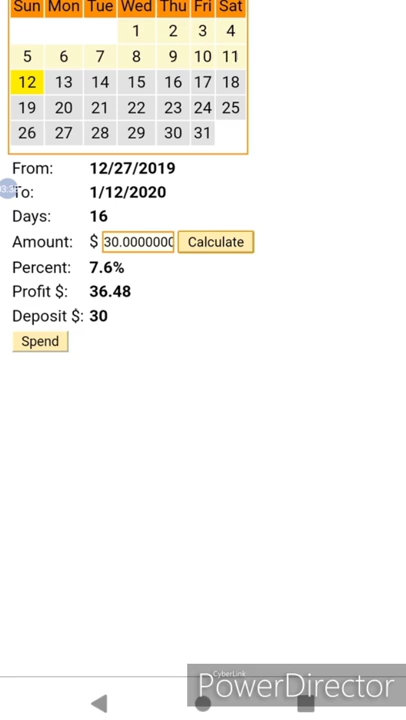 Sun Mon Tue Wed Thu Fri Sat
1 2 3 4
5 6 7 8 9 10 11
12 13 14 15 16 17 18
19 20 21 22 23 24 25
26 27 28 29 30 31
From: 12/27/2019
To: 1/12/2020
Days: 16
Amount: $ 30.0000000 Calculate
Percent: 7.6%
Profit $: 36.48
Deposit $: 30
Spend
CyberLink
PowerDirector